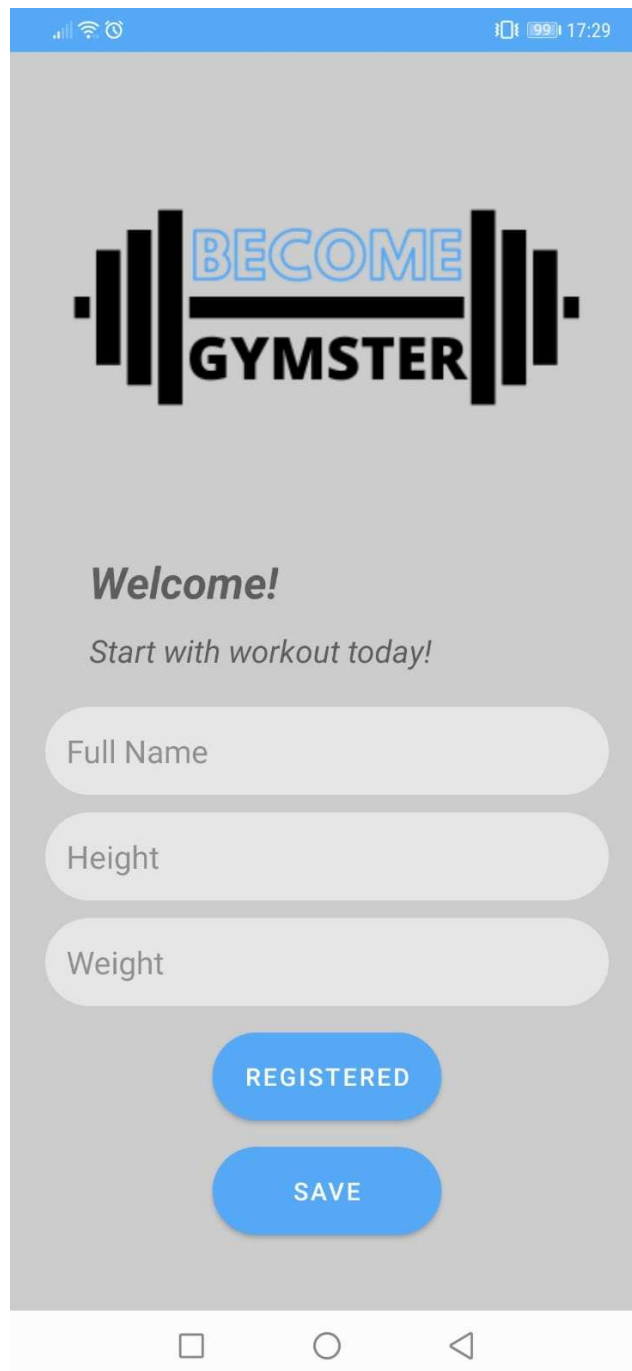 99 17:29
BECOME
GYMSTER
Welcome!
Start with workout today!
Full Name
Height
Weight
REGISTERED
SAVE